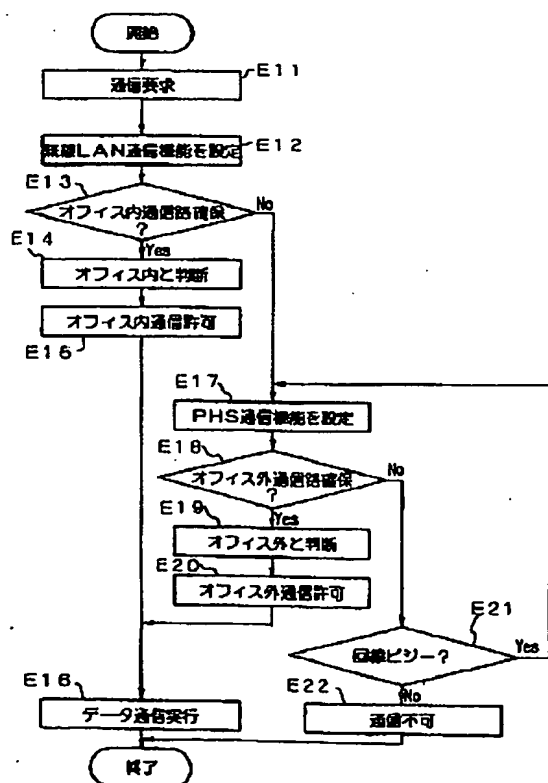 開始
E11
通信要求
E12
無線LAN通信機能を設定
E13
オフィス内通信路確保
?
No
Yes
E14
オフィス内と判断
オフィス内通信許可
E15
E17
PHS通信機能を設定
E18
オフィス外通信路確保
?
No
Yes
E19
オフィス外と判断
E20
オフィス外通信許可
E21
回線ビジー?
Yes
No
E22
通信不可
E16
データ通信実行
終了